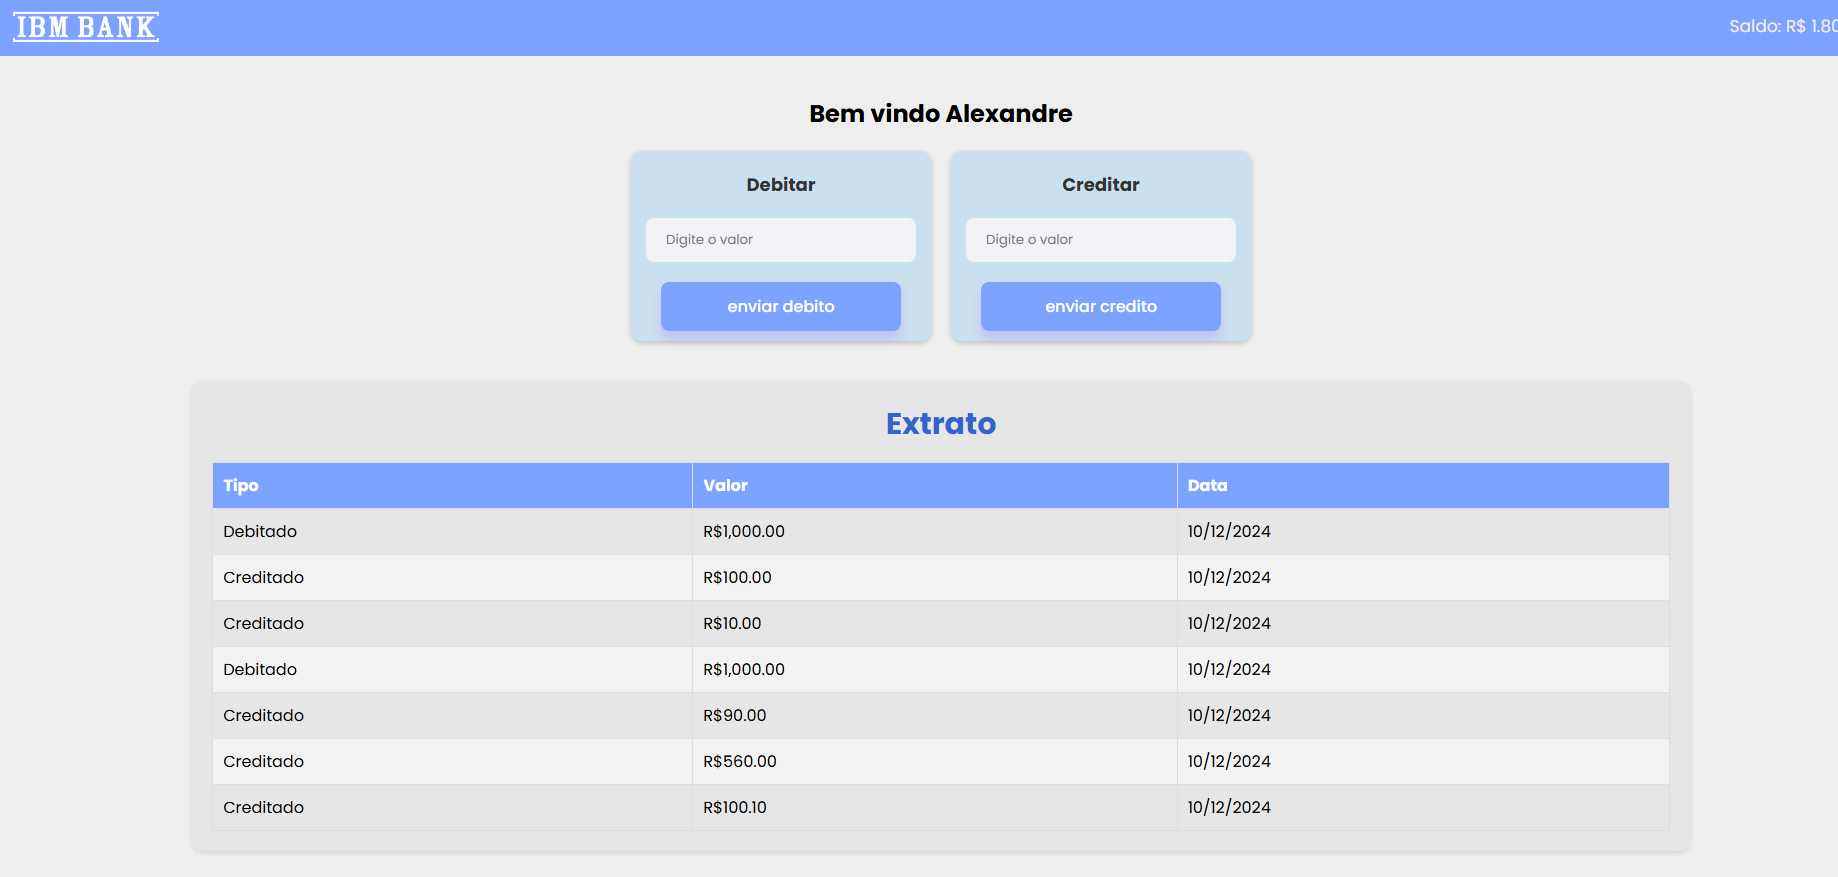 IBM BANK
Saldo: R$ 1.80
Bem vindo Alexandre
Debitar
Creditar
Digite o valor
Digite o valor
enviar debito
enviar credito
Extrato
Tipo Valor Data
Debitado R$1,000.00 10/12/2024
Creditado R$100.00 10/12/2024
Creditado R$10.00 10/12/2024
Debitado R$1,000.00 10/12/2024
Creditado R$90.00 10/12/2024
Creditado R$560.00 10/12/2024
Creditado R$100.10 10/12/2024